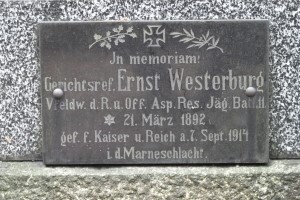 In memoriam!
Gerichtsref. Ernst Westerburg
Vfeldw. d. R. u. Off. Asp. Res. Jäg. Batl. 11.
✲ 21. März 1892.
gef. f. Kaiser u. Reich a. 7. Sept. 1914
i. d. Marneschlacht.